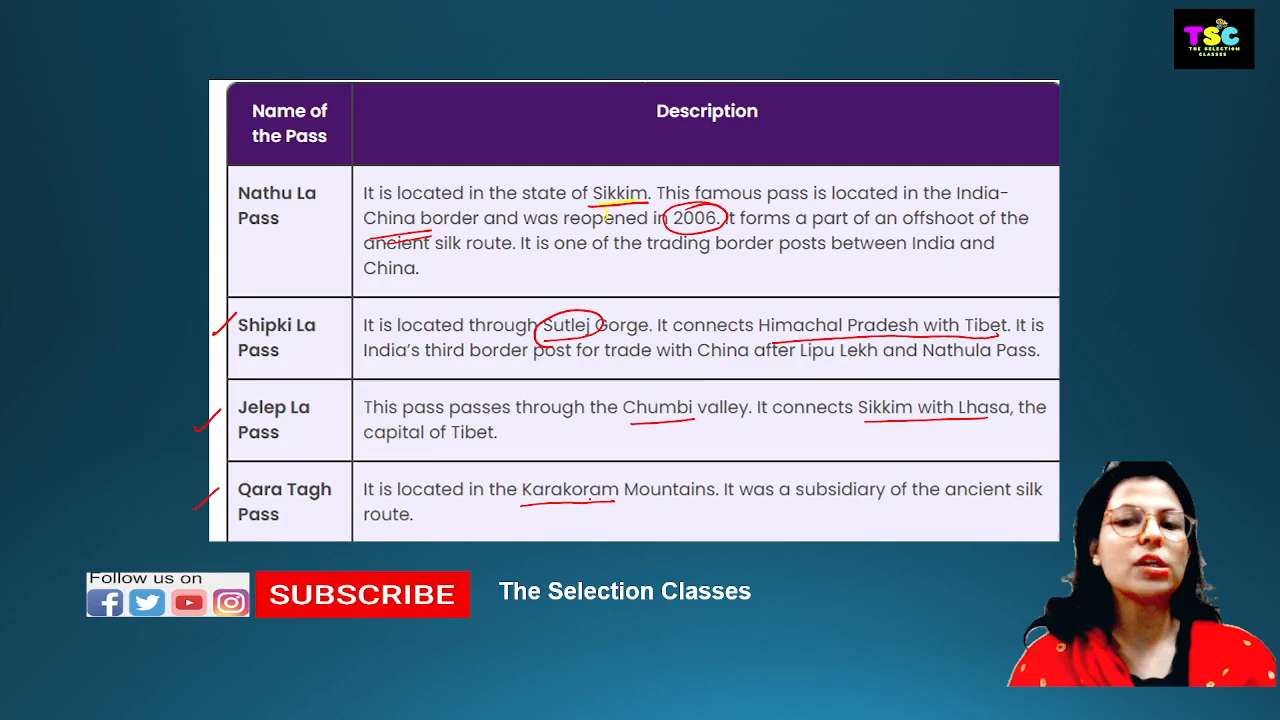 TSC
THE SELECTION
CLASSES
Name of
the Pass
Description
Nathu La
Pass
It is located in the state of Sikkim. This famous pass is located in the India-
China border and was reopened in 2006. It forms a part of an offshoot of the
ancient silk route. It is one of the trading border posts between India and
China.
Shipki La
Pass
It is located through Sutlej Gorge. It connects Himachal Pradesh with Tibet. It is
India's third border post for trade with China after Lipu Lekh and Nathula Pass.
Jelep La
Pass
This pass passes through the Chumbi valley. It connects Sikkim with Lhasa, the
capital of Tibet.
Qara Tagh
Pass
It is located in the Karakoram Mountains. It was a subsidiary of the ancient silk
route.
Follow us on
SUBSCRIBE
The Selection Classes